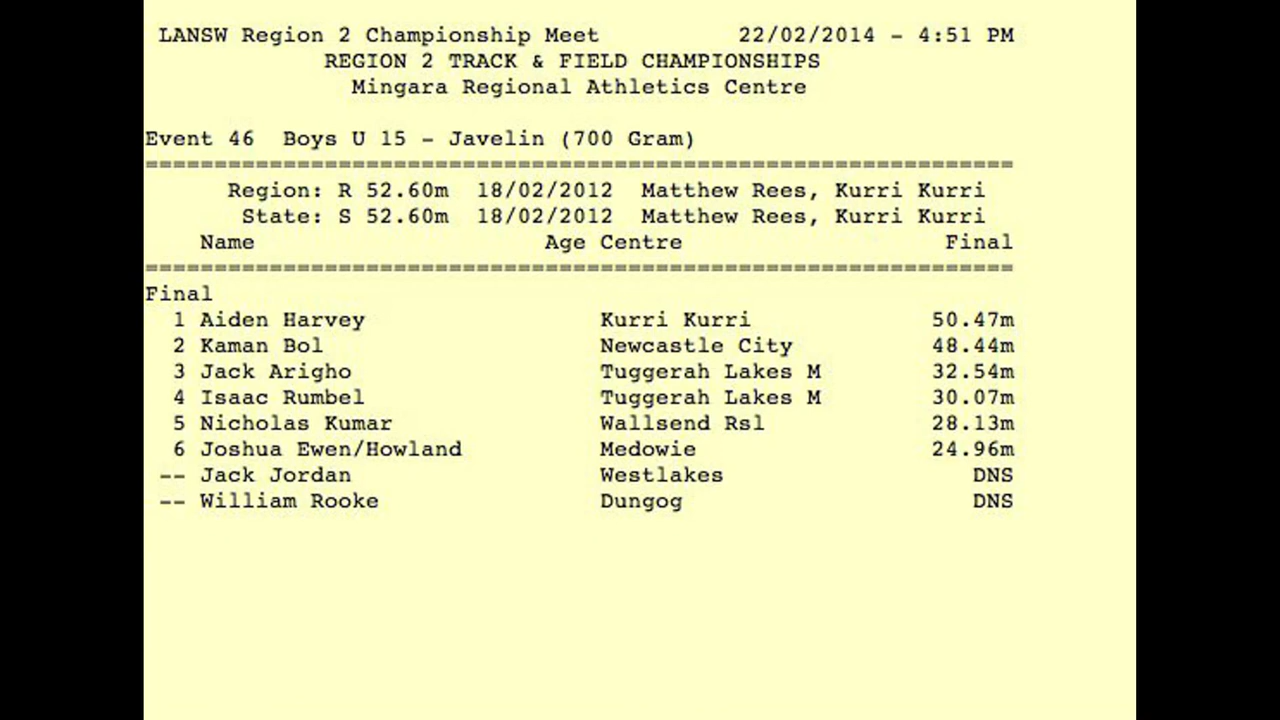 LANSW Region 2 Championship Meet 22/02/2014 - 4:51 PM
REGION 2 TRACK & FIELD CHAMPIONSHIPS
Mingara Regional Athletics Centre
Event 46 Boys U 15 - Javelin (700 Gram)
===============================================================
Region: R 52.60m 18/02/2012 Matthew Rees, Kurri Kurri
State: S 52.60m 18/02/2012 Matthew Rees, Kurri Kurri
Name Age Centre Final
===============================================================
Final
1 Aiden Harvey Kurri Kurri 50.47m
2 Kaman Bol Newcastle City 48.44m
3 Jack Arigho Tuggerah Lakes M 32.54m
4 Isaac Rumbel Tuggerah Lakes M 30.07m
5 Nicholas Kumar Wallsend Rsl 28.13m
6 Joshua Ewen/Howland Medowie 24.96m
-- Jack Jordan Westlakes DNS
-- William Rooke Dungog DNS